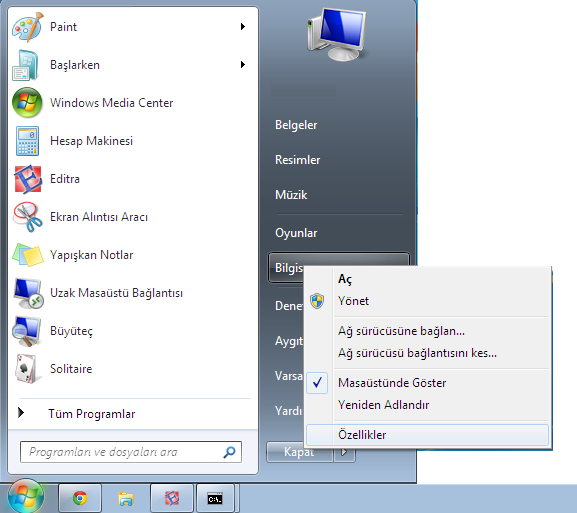 Paint
Başlarken
Windows Media Center
Hesap Makinesi
Editra
Ekran Alıntısı Aracı
Yapışkan Notlar
Uzak Masaüstü Bağlantısı
Büyüteç
Solitaire
Tüm Programlar
Programları ve dosyaları ara
Belgeler
Resimler
Müzik
Oyunlar
Bilgis
Denet
Aygıt
Varsa
Yardı
Kapat
Aç
Yönet
Ağ sürücüsüne bağlan...
Ağ sürücüsü bağlantısını kes...
Masaüstünde Göster
Yeniden Adlandır
Özellikler
C:\.